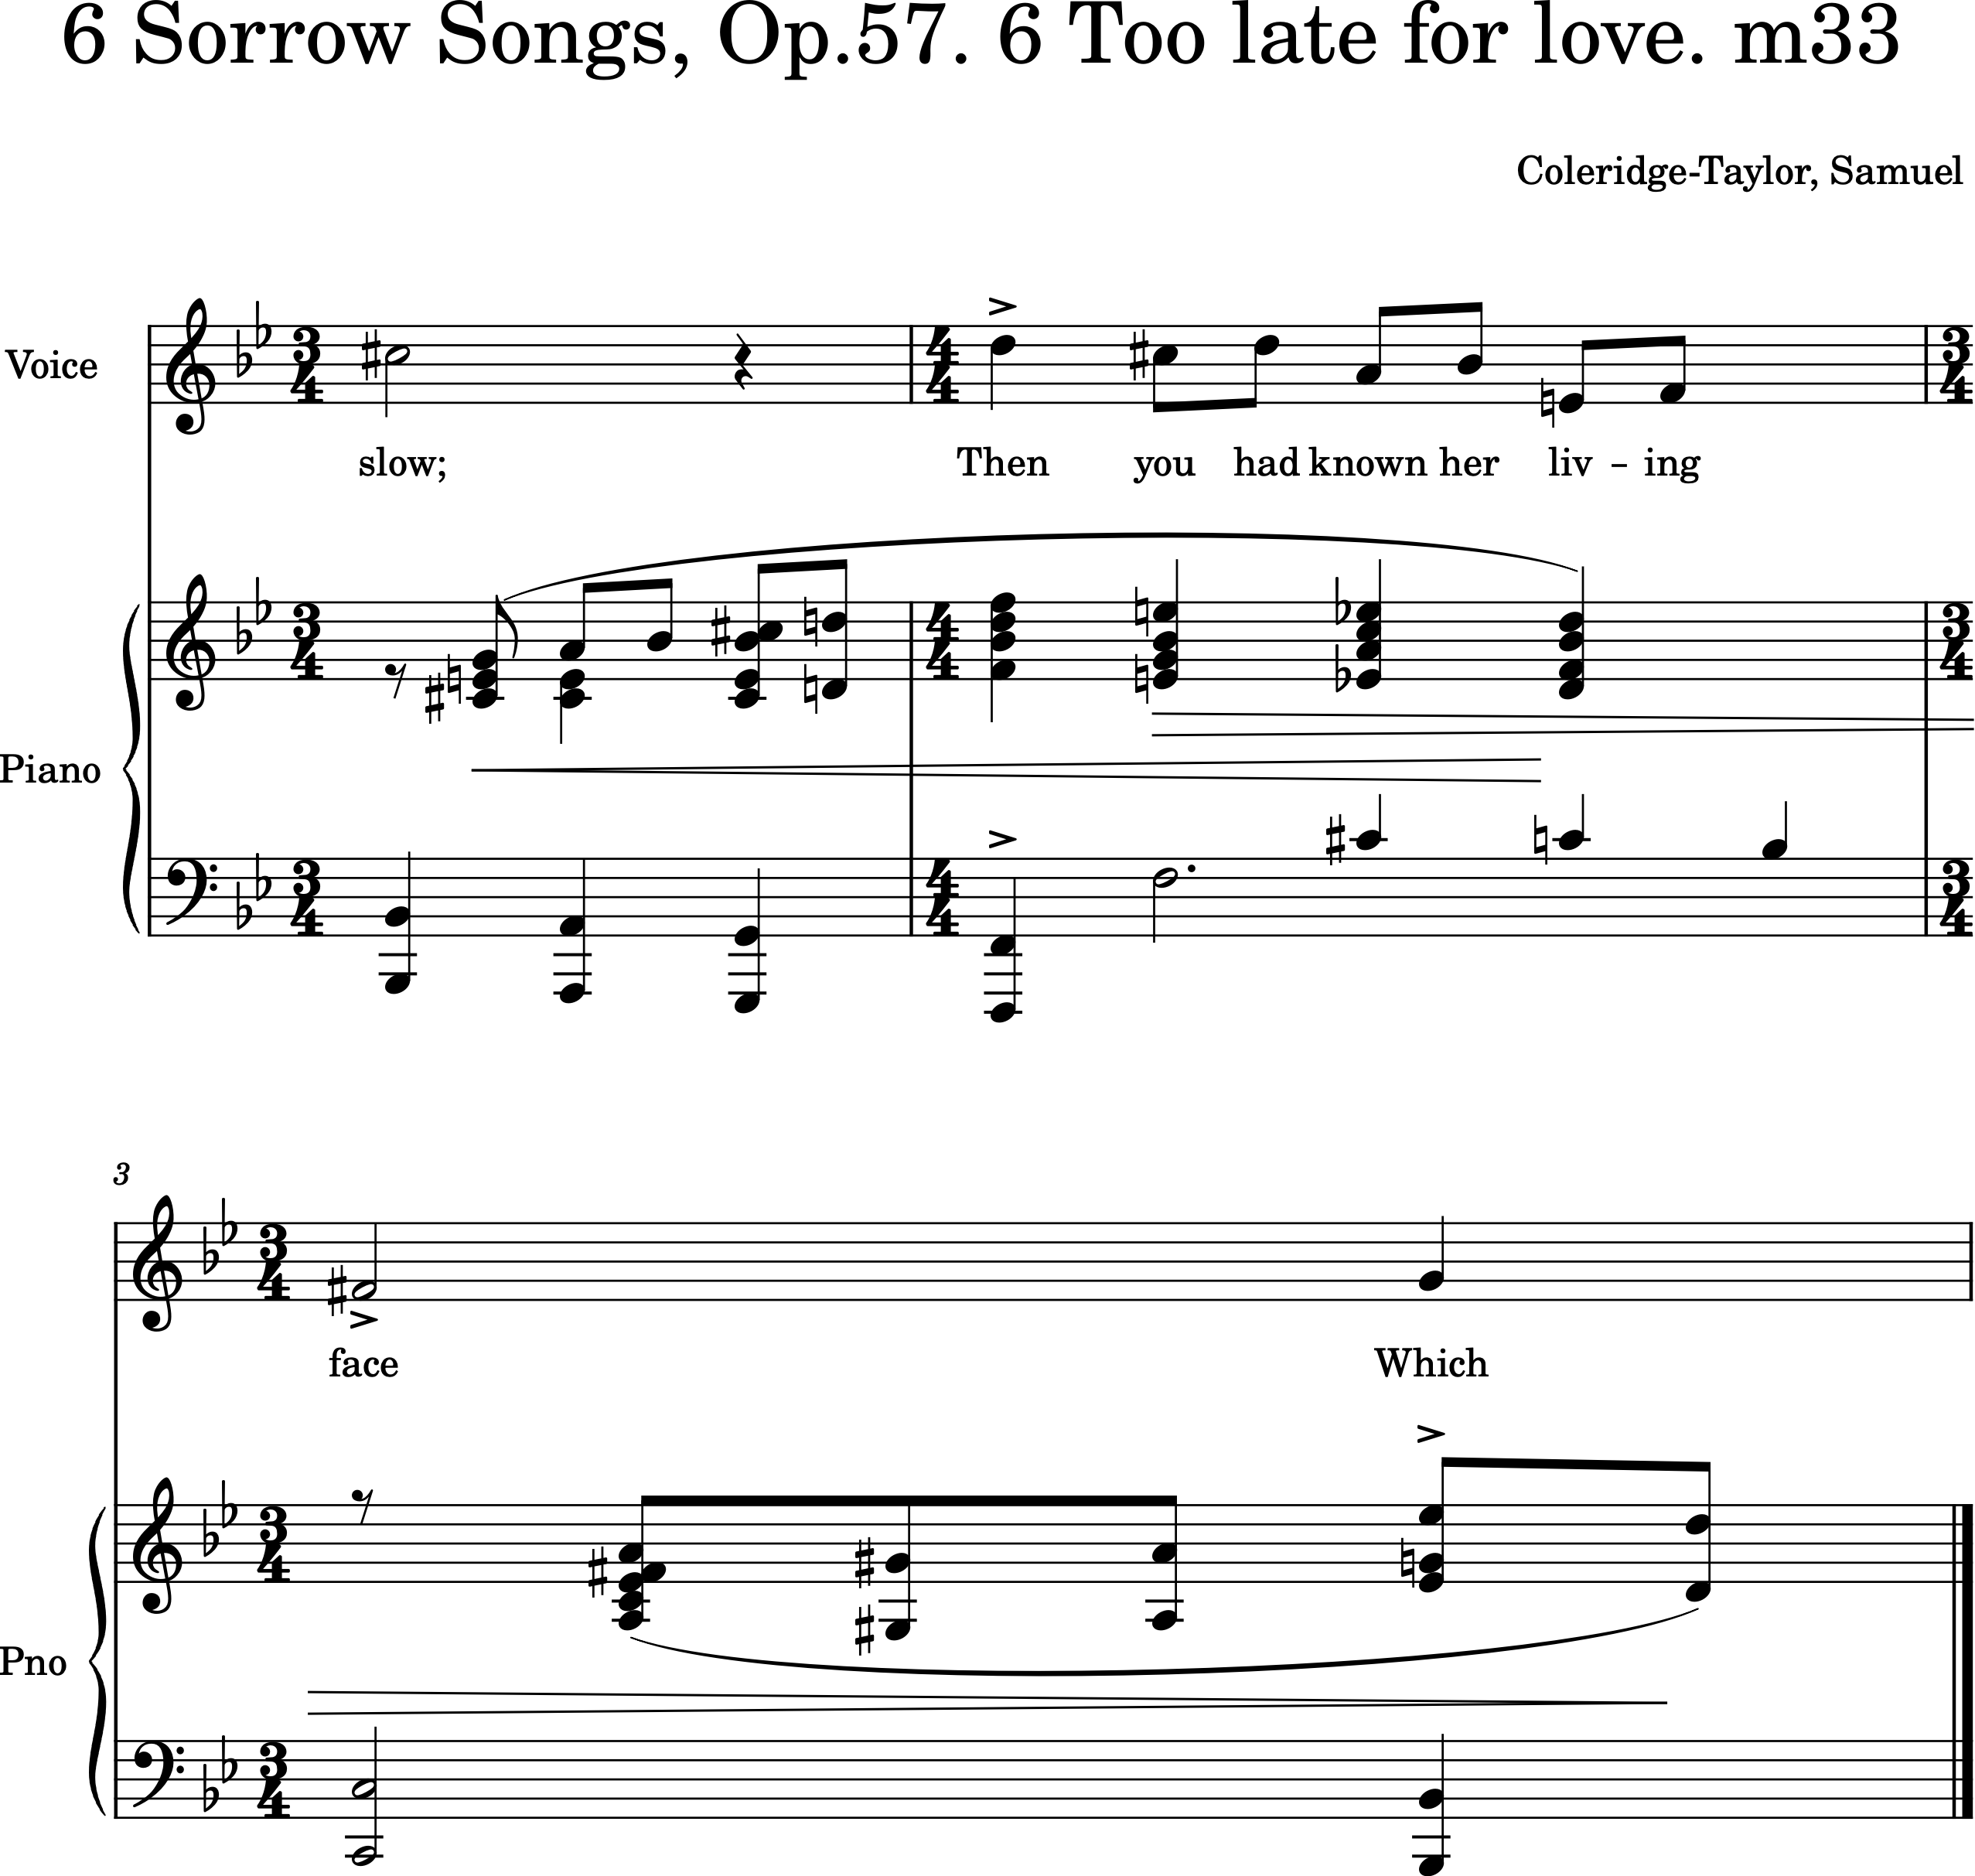 6 Sorrow Songs, Op.57. 6 Too late for love. m33
Coleridge-Taylor, Samuel
Voice
slow; Then you had known her liv - ing
Piano
3
face Which
Pno